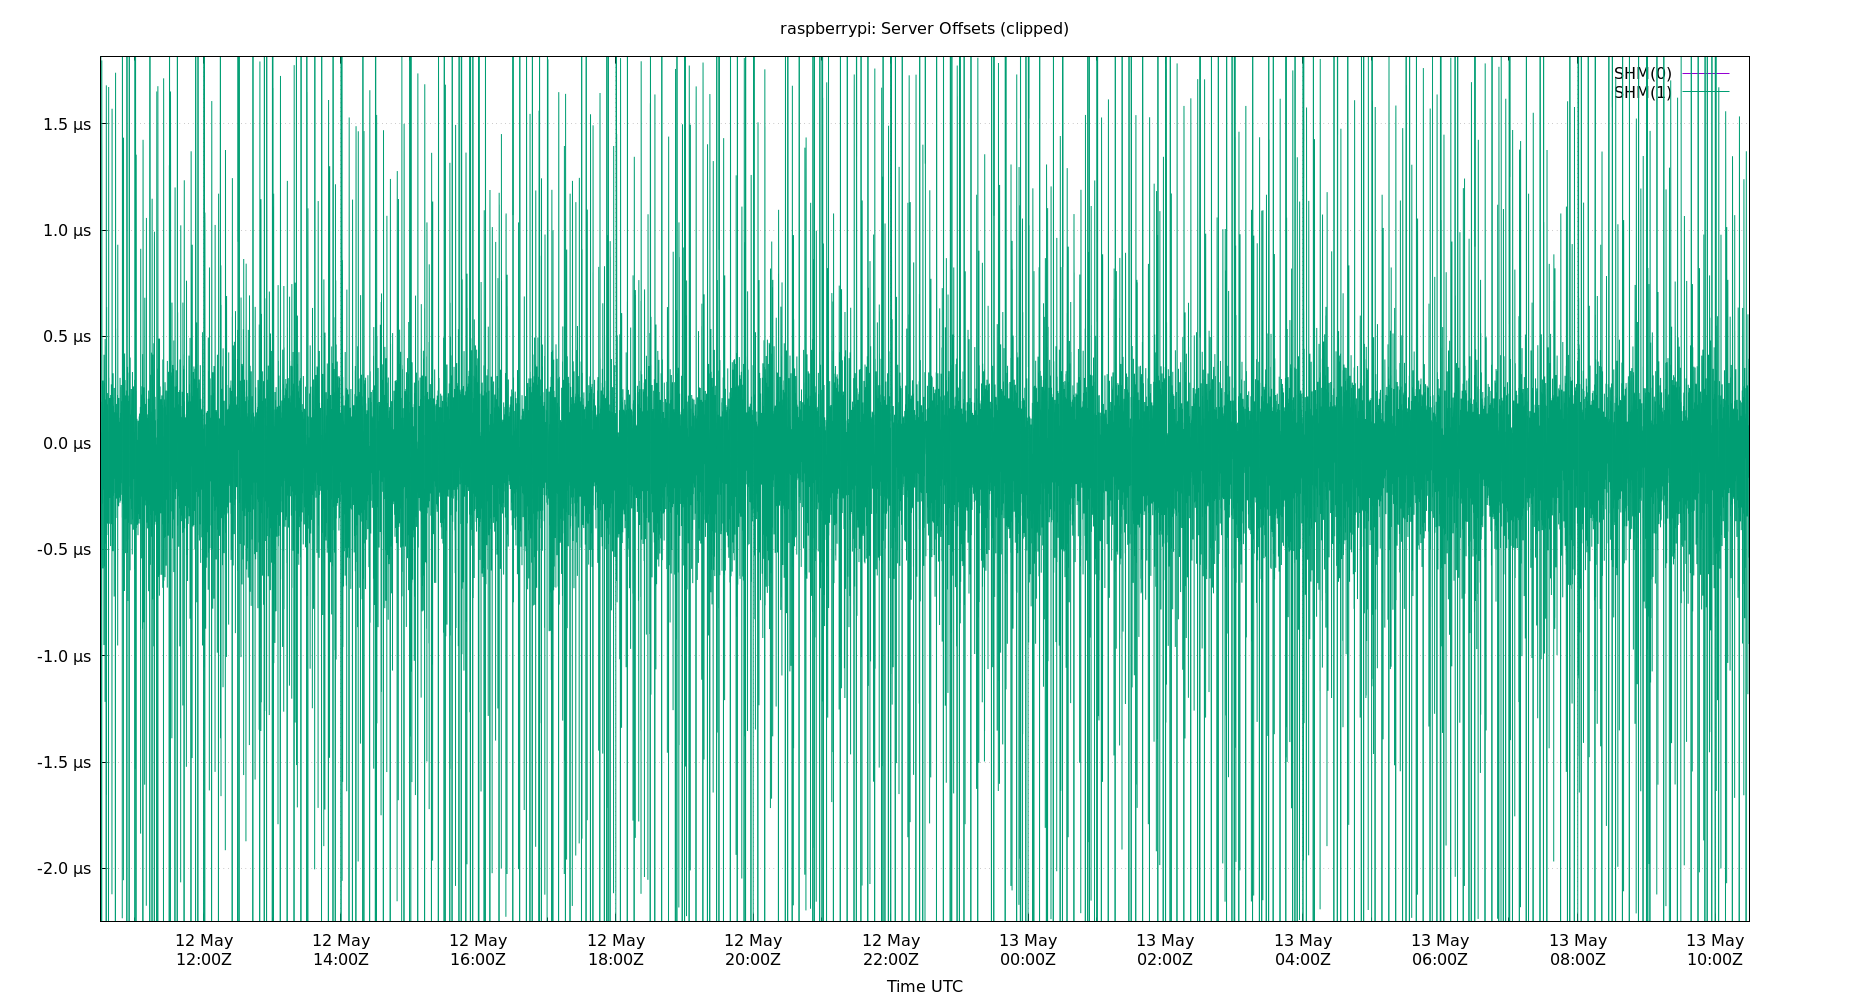 raspberrypi: Server Offsets (clipped)
SHM(0)
SHM(1)
1.5 µs
1.0 µs
0.5 µs
0.0 µs
-0.5 µs
-1.0 µs
-1.5 µs
-2.0 µs
12 May 12 May 12 May 12 May 12 May 12 May 13 May 13 May 13 May 13 May 13 May 13 May
12:00Z 14:00Z 16:00Z 18:00Z 20:00Z 22:00Z 00:00Z 02:00Z 04:00Z 06:00Z 08:00Z 10:00Z
Time UTC